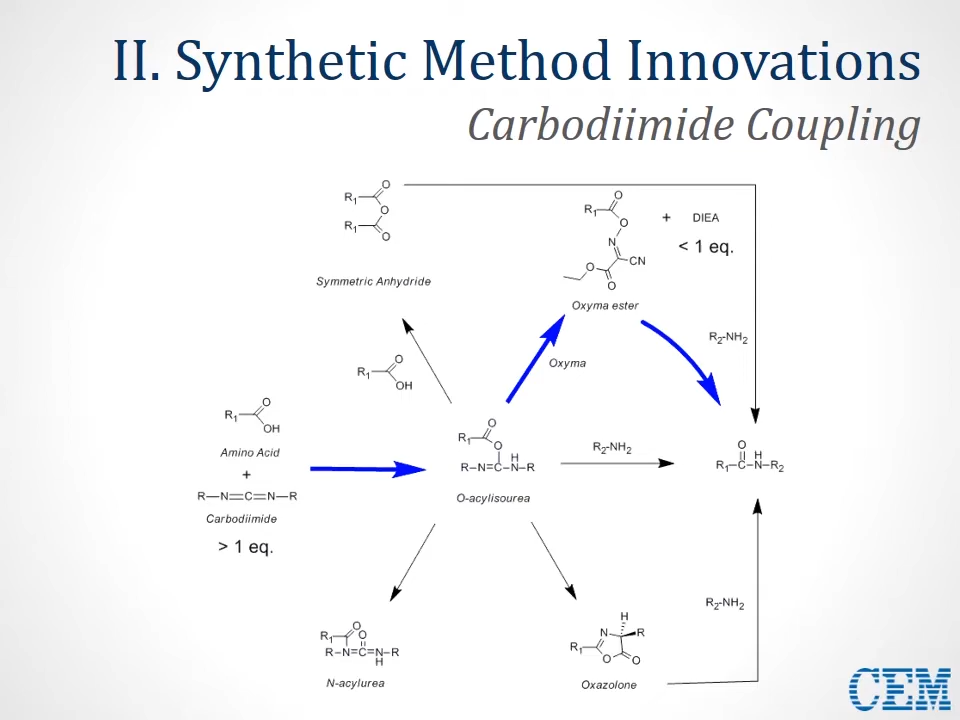 II. Synthetic Method Innovations
Carbodiimide Coupling
R1 O
O
R1 O
Symmetric Anhydride
R1 O
O
N
CN
O
O
Oxyma ester
+ DIEA
< 1 eq.
R2-NH2
Oxyma
R1 O
OH
R1 O
OH
Amino Acid
+
R-N=C=N-R
Carbodiimide
> 1 eq.
R1 O
O
H
R-N=C-N-R
O-acylisourea
R2-NH2
O
H
R1-C-N-R2
R1 O O
R-N=C-N-R
H
N-acylurea
H
N R
R1
O O
Oxazolone
R2-NH2
CEM